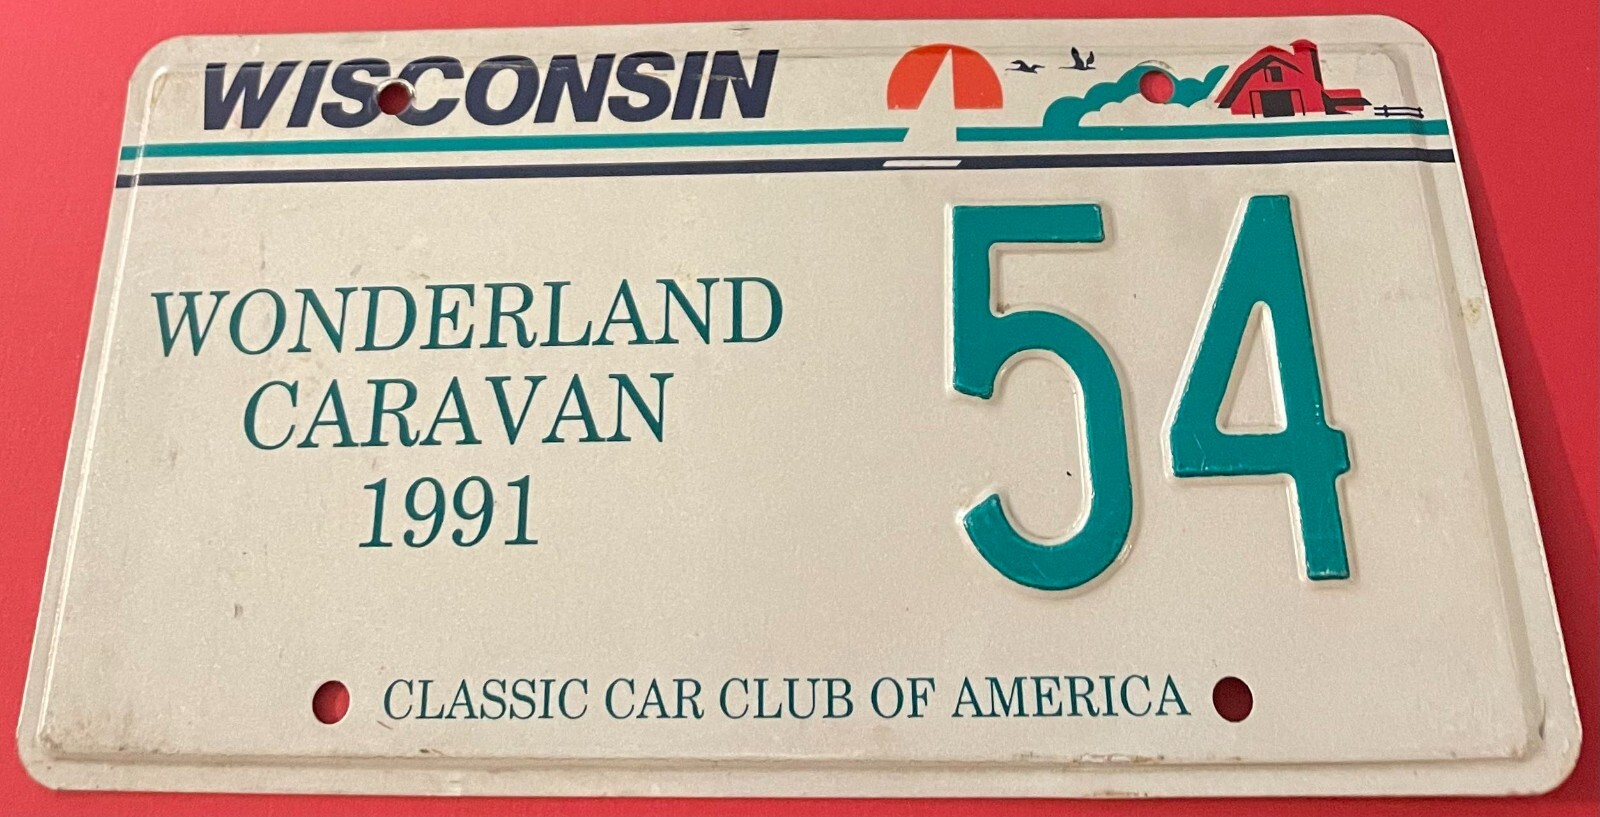 WISCONSIN
WONDERLAND
CARAVAN
1991
54
CLASSIC CAR CLUB OF AMERICA